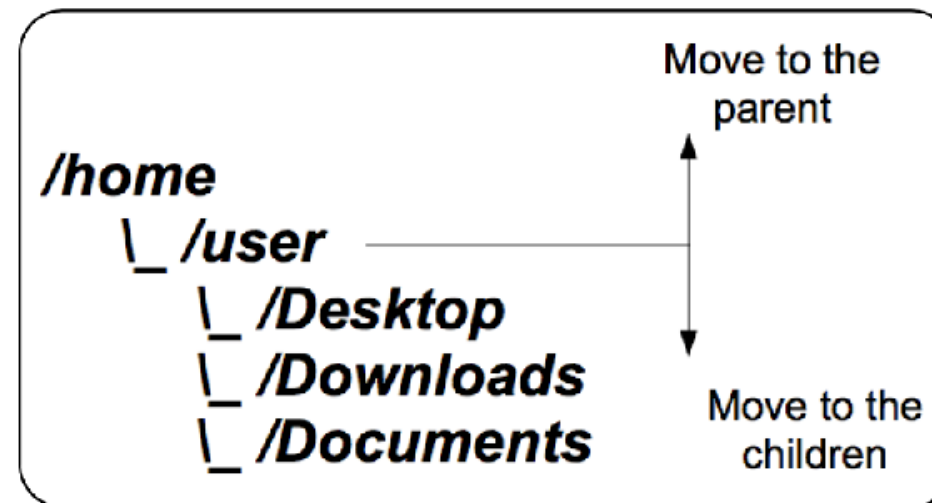 Move to the
parent
/home
\_ /user
\_ /Desktop
\_ /Downloads
\_ /Documents
Move to the
children